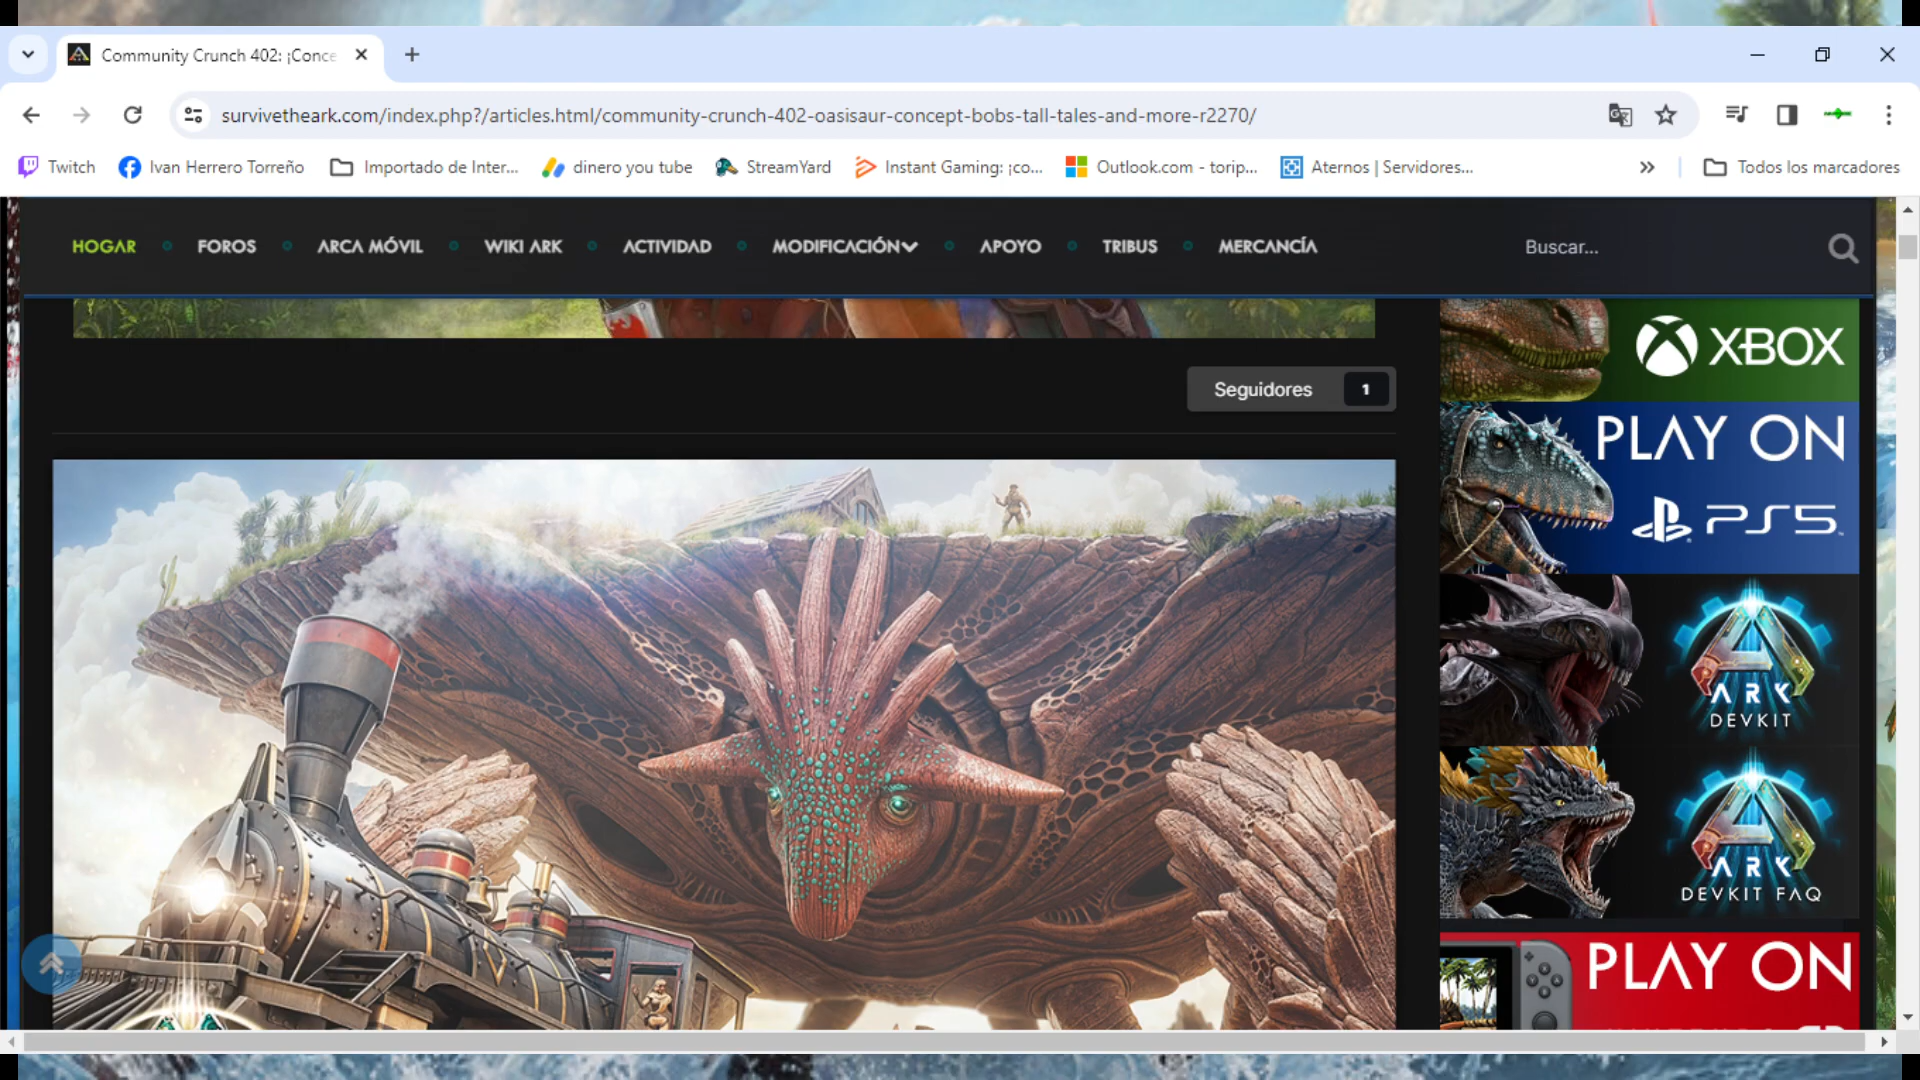 Community Crunch 402: ¡Conce
survivetheark.com/index.php?/articles.html/community-crunch-402-oasisaur-concept-bobs-tall-tales-and-more-r2270/
Twitch
Ivan Herrero Torreño
Importado de Inter...
dinero you tube
StreamYard
Instant Gaming: ¡co...
Outlook.com - torip...
Aternos | Servidores...
Todos los marcadores
HOGAR
FOROS
ARCA MÓVIL
WIKI ARK
ACTIVIDAD
MODIFICACIÓN
APOYO
TRIBUS
MERCANCÍA
Buscar...
XBOX
Seguidores 1
PLAY ON
PS5
ARK
DEVKIT
ARK
DEVKIT FAQ
PLAY ON